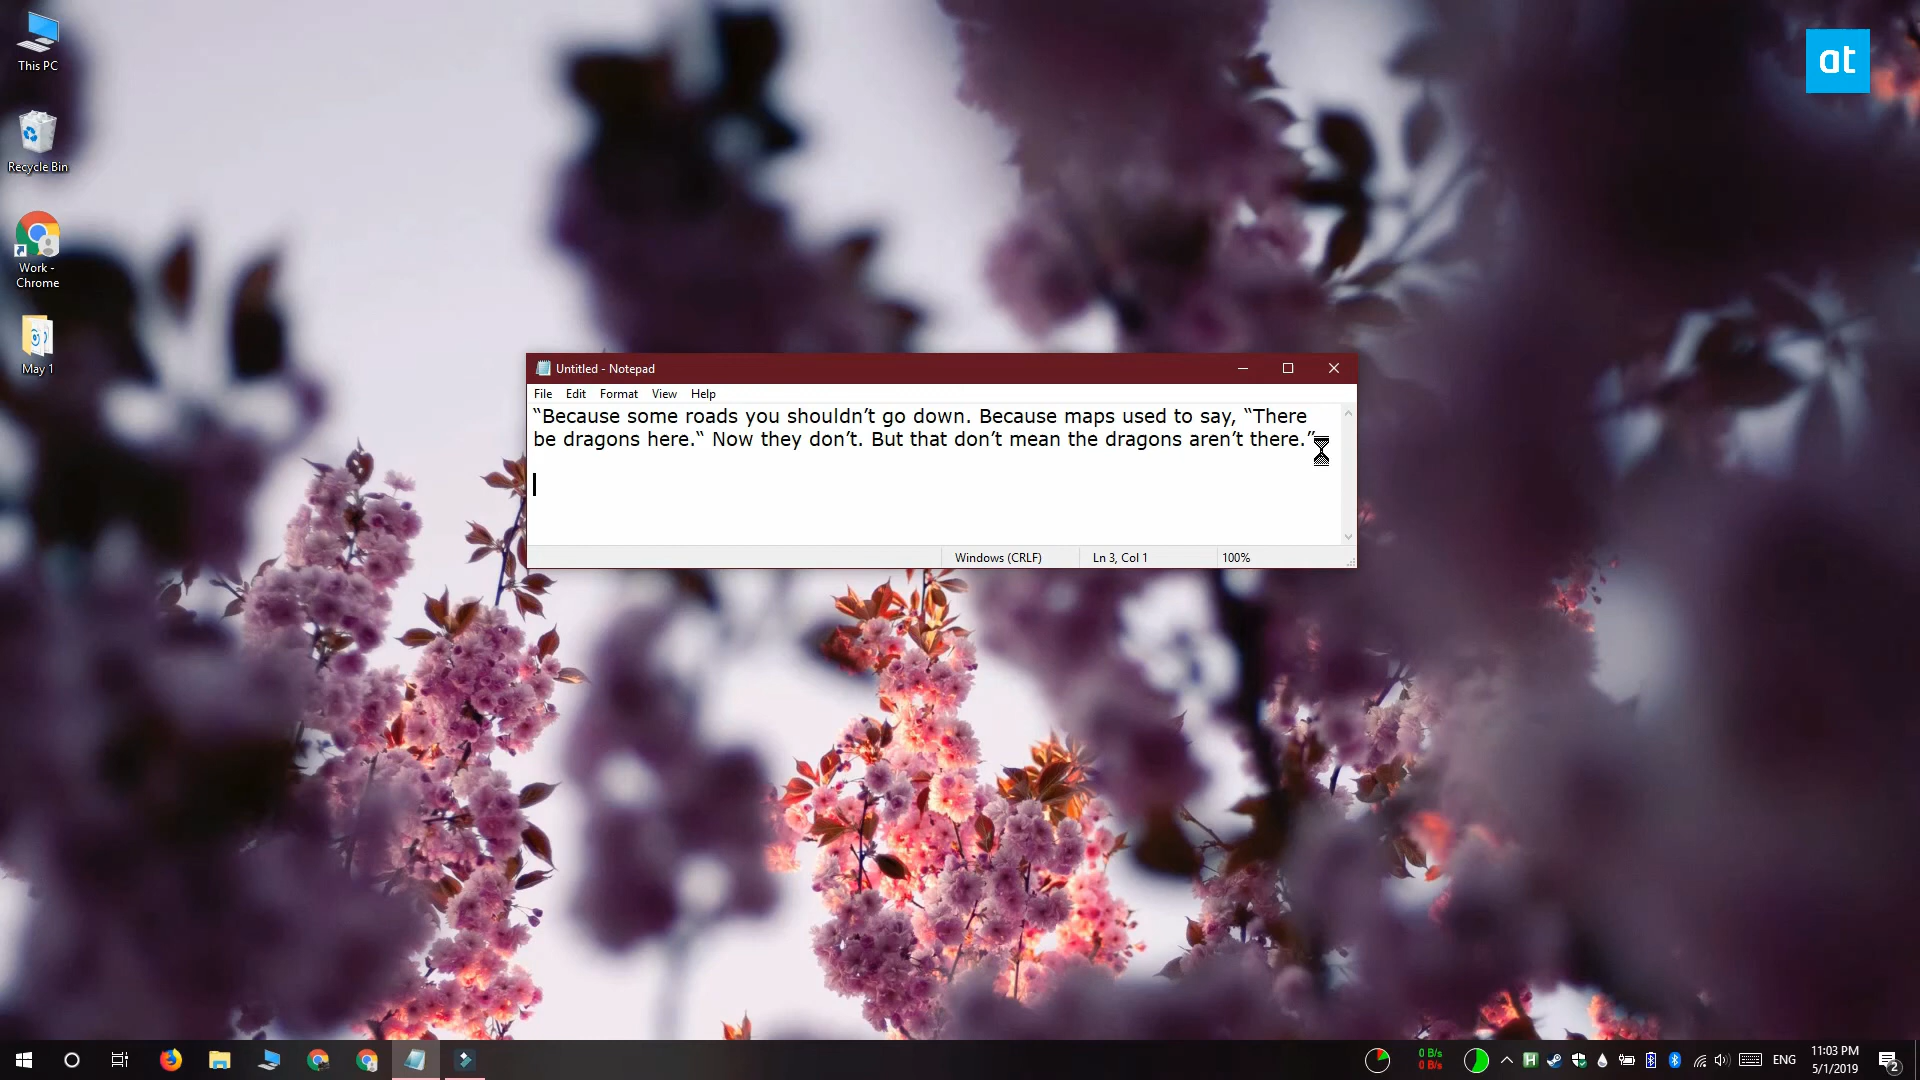 This PC
Recycle Bin
Work -
Chrome
May 1
at
Untitled - Notepad
File Edit Format View Help
“Because some roads you shouldn’t go down. Because maps used to say, “There
be dragons here.“ Now they don’t. But that don’t mean the dragons aren’t there.”
Windows (CRLF) Ln 3, Col 1 100%
0 B/s
0 B/s
H
ENG
11:03 PM
5/1/2019
2